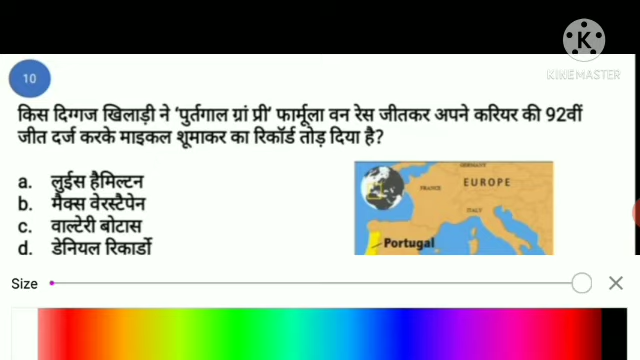 K
KINEMASTER
10
किस दिग्गज खिलाड़ी ने 'पुर्तगाल ग्रां प्री' फार्मूला वन रेस जीतकर अपने करियर की 92वीं
जीत दर्ज करके माइकल शूमाकर का रिकॉर्ड तोड़ दिया है?
a. लुईस हैमिल्टन
b. मैक्स वेरस्टैपेन
c. वाल्टेरी बोटास
d. डेनियल रिकार्डो
GERMANY
FRANCE
EUROPE
ITALY
Portugal
Size